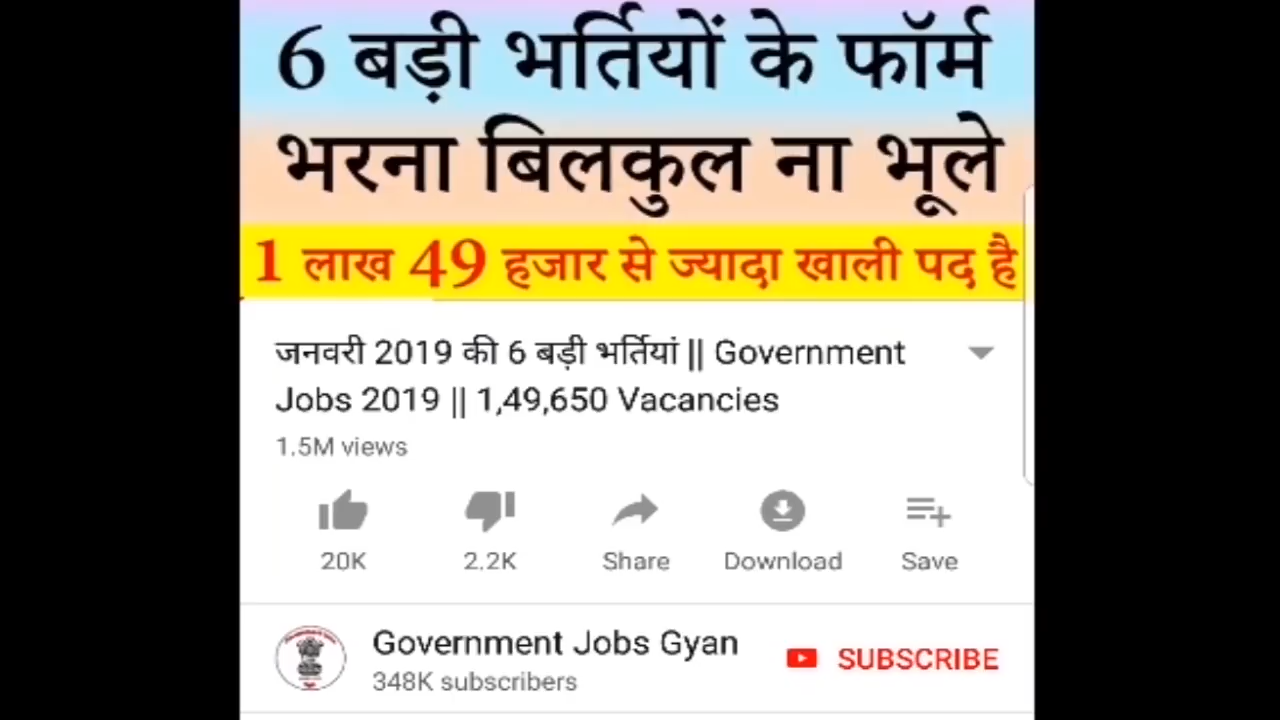 6 बड़ी भर्तियों के फॉर्म
भरना बिलकुल ना भूले
1 लाख 49 हजार से ज्यादा खाली पद है
जनवरी 2019 की 6 बड़ी भर्तियां || Government
Jobs 2019 || 1,49,650 Vacancies
1.5M views
20K 2.2K Share Download Save
Government Jobs Gyan
348K subscribers
SUBSCRIBE